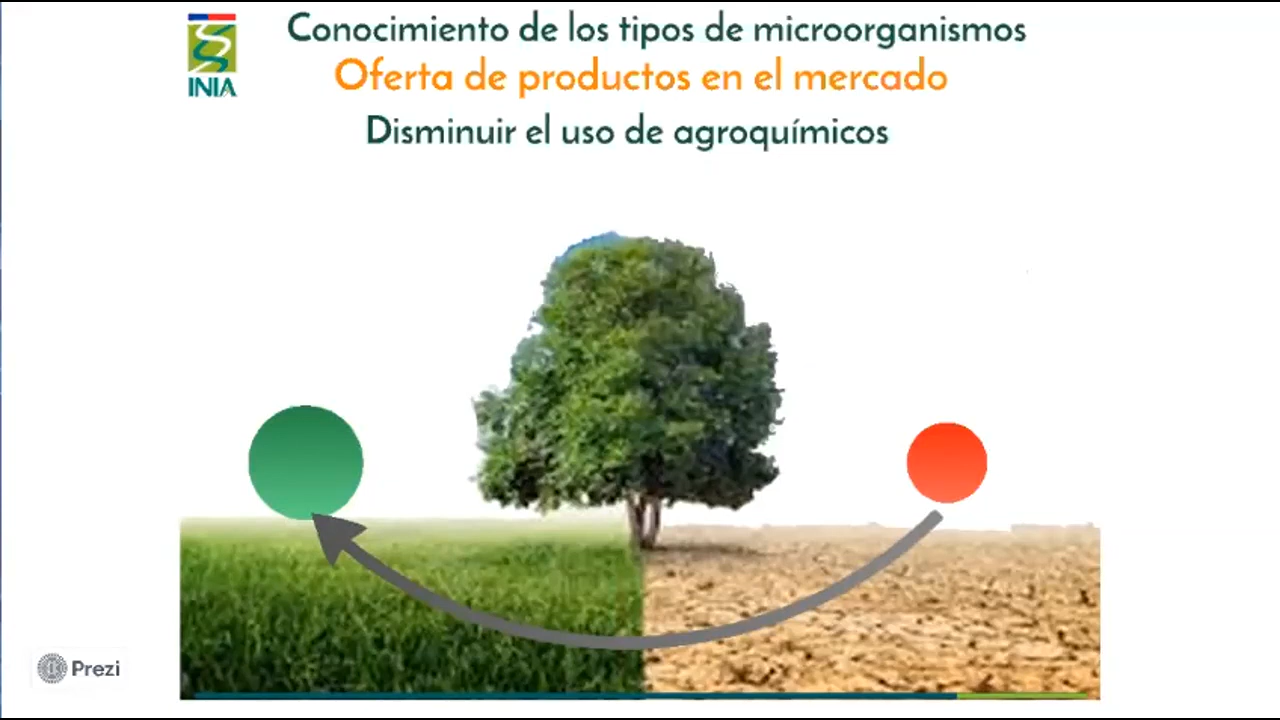 Conocimiento de los tipos de microorganismos
Oferta de productos en el mercado
INIA
Disminuir el uso de agroquímicos
Prezi